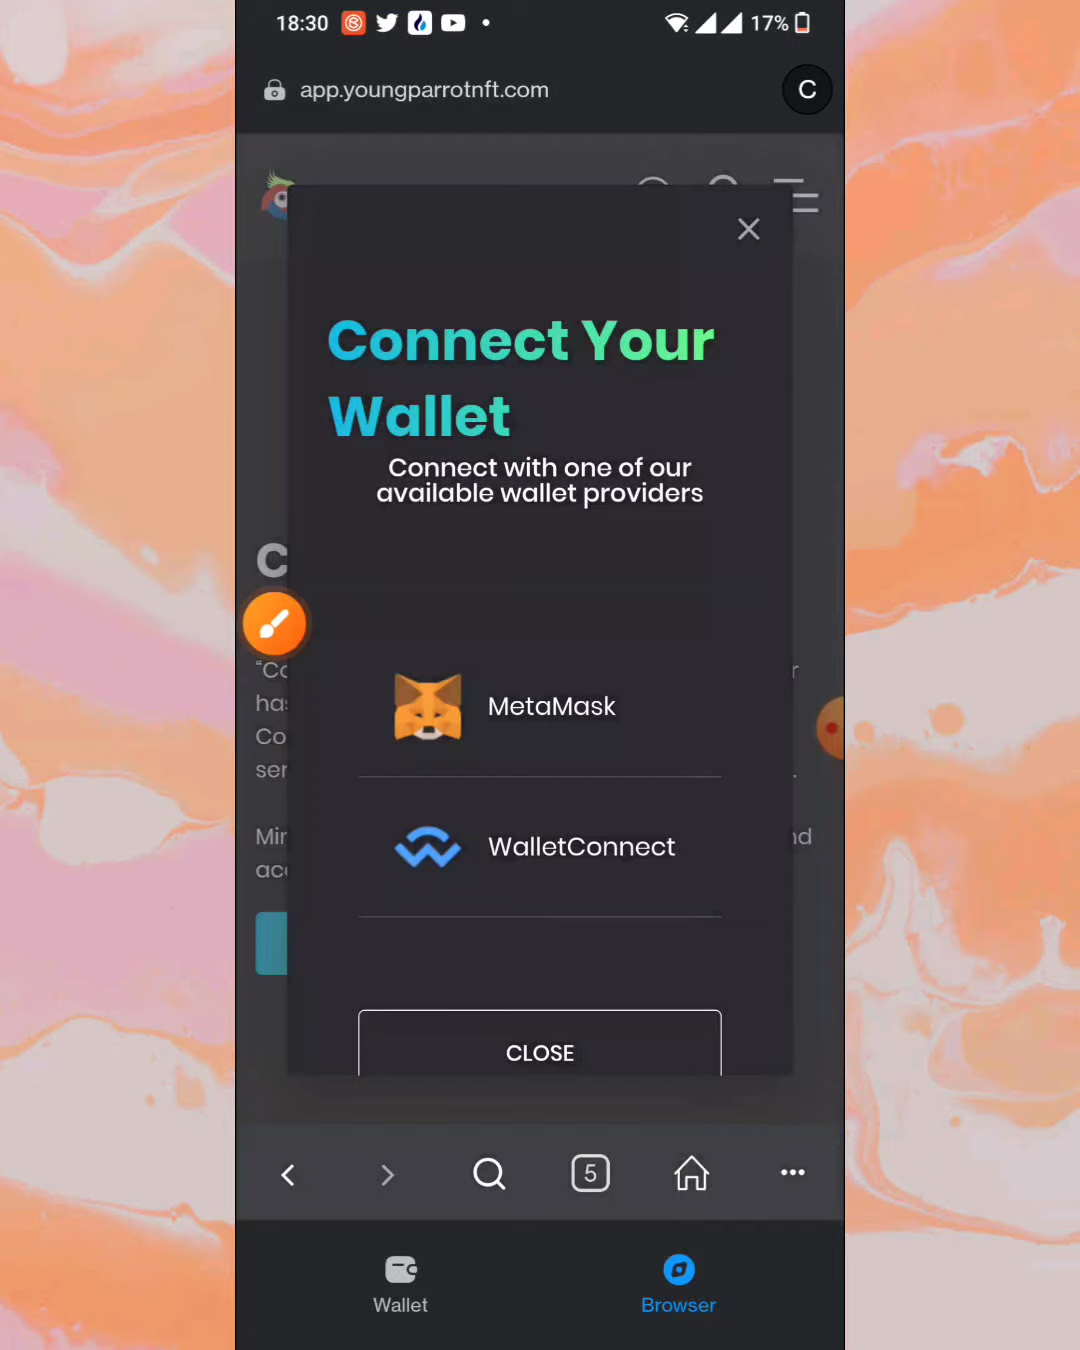 18:30
17%
app.youngparrotnft.com
C
Connect Your
Wallet
Connect with one of our
available wallet providers
C
MetaMask
WalletConnect
CLOSE
5
Wallet
Browser